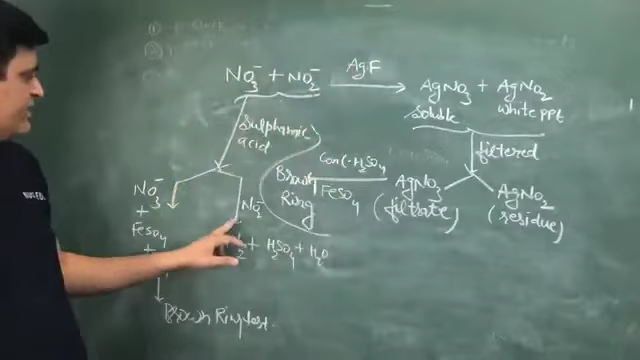 NO3⁻ + NO2⁻ AgF AgNO3 + AgNO2
soluble white ppt
Sulphamic acid
filtered
Conc. H2SO4
Brown Ring FeSO4 AgNO3 AgNO2
(filtrate) (residue)
NO3⁻ NO2⁻
+
FeSO4
+ + H2SO4 + H2O
Brown Ring test